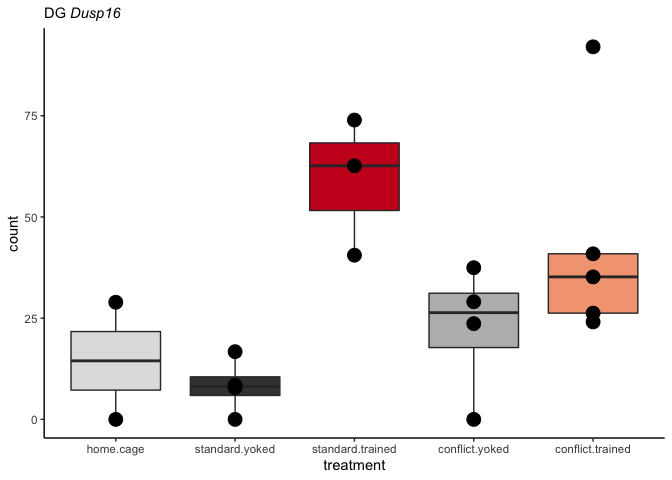 DG Dusp16
count
75
50
25
0
home.cage standard.yoked standard.trained conflict.yoked conflict.trained
treatment